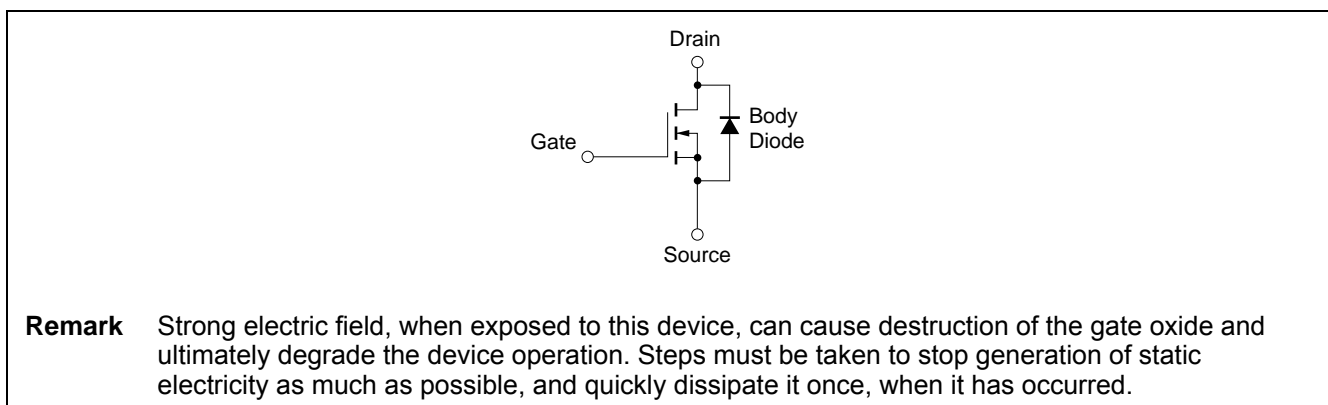 Drain
Body
Diode
Gate
Source
Remark Strong electric field, when exposed to this device, can cause destruction of the gate oxide and
ultimately degrade the device operation. Steps must be taken to stop generation of static
electricity as much as possible, and quickly dissipate it once, when it has occurred.